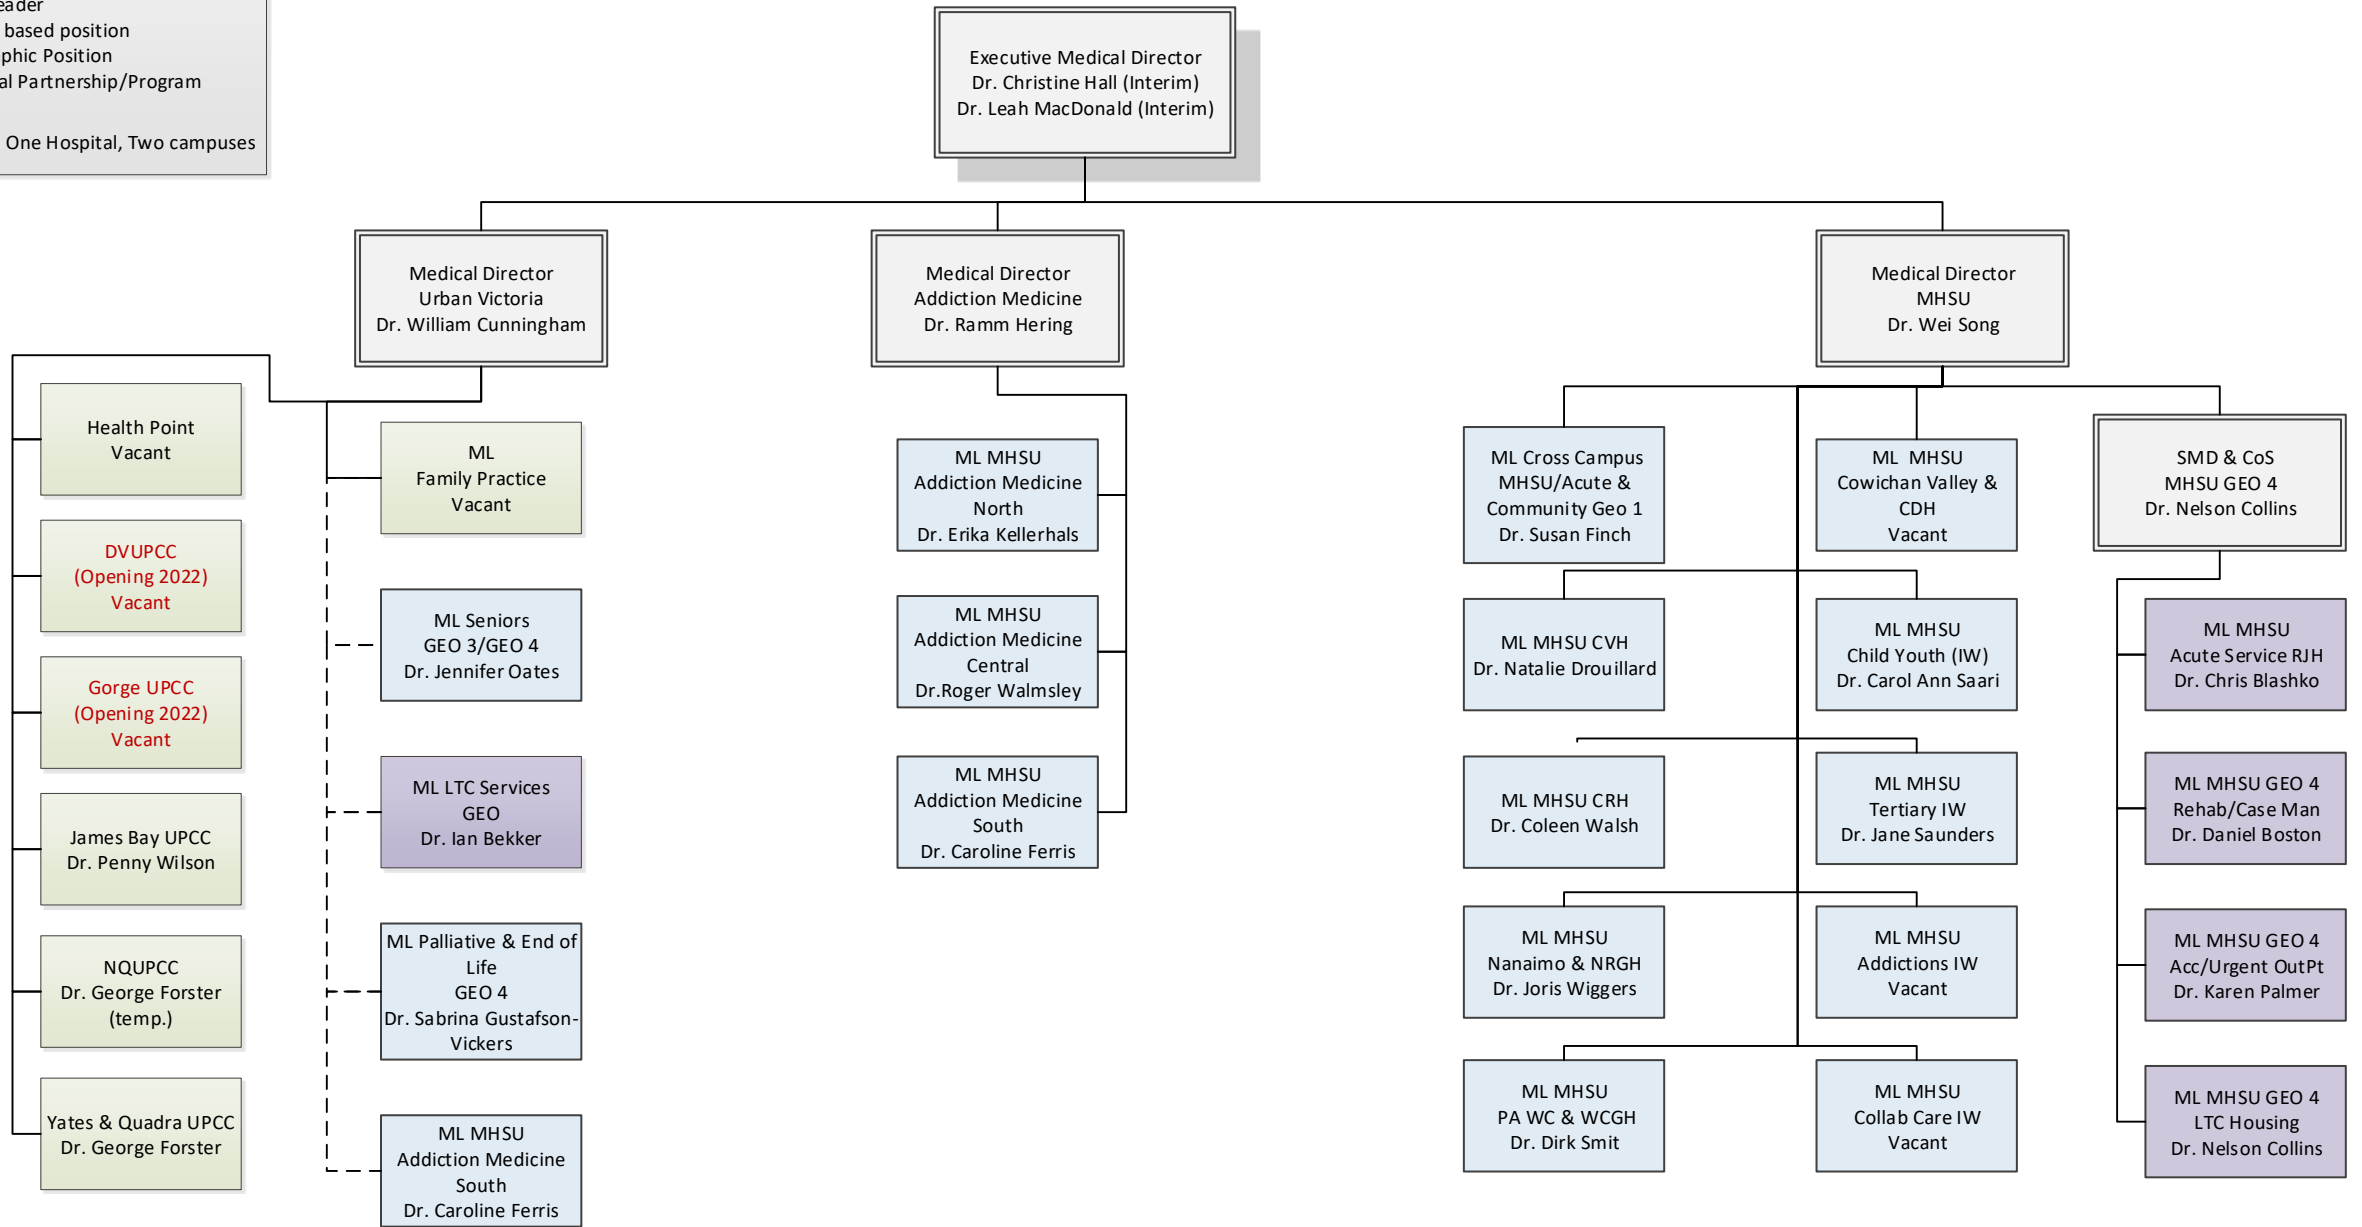 based position
Partnership/Program
One Hospital, Two campuses
Executive Medical Director
Dr. Christine Hall (Interim)
Dr. Leah MacDonald (Interim)
Medical Director
Urban Victoria
Dr. William Cunningham
Medical Director
Addiction Medicine
Dr. Ramm Hering
Medical Director
MHSU
Dr. Wei Song
Health Point
Vacant
DVUPCC
(Opening 2022)
Vacant
Gorge UPCC
(Opening 2022)
Vacant
James Bay UPCC
Dr. Penny Wilson
NQUPCC
Dr. George Forster
(temp.)
Yates & Quadra UPCC
Dr. George Forster
ML
Family Practice
Vacant
ML Seniors
GEO 3/GEO 4
Dr. Jennifer Oates
ML LTC Services
GEO
Dr. Ian Bekker
ML Palliative & End of
Life
GEO 4
Dr. Sabrina Gustafson-
Vickers
ML MHSU
Addiction Medicine
South
Dr. Caroline Ferris
ML MHSU
Addiction Medicine
North
Dr. Erika Kellerhals
ML MHSU
Addiction Medicine
Central
Dr.Roger Walmsley
ML MHSU
Addiction Medicine
South
Dr. Caroline Ferris
ML Cross Campus
MHSU/Acute &
Community Geo 1
Dr. Susan Finch
ML MHSU CVH
Dr. Natalie Drouillard
ML MHSU CRH
Dr. Coleen Walsh
ML MHSU
Nanaimo & NRGH
Dr. Joris Wiggers
ML MHSU
PA WC & WCGH
Dr. Dirk Smit
ML  MHSU
Cowichan Valley &
CDH
Vacant
ML MHSU
Child Youth (IW)
Dr. Carol Ann Saari
ML MHSU
Tertiary IW
Dr. Jane Saunders
ML MHSU
Addictions IW
Vacant
ML MHSU
Collab Care IW
Vacant
SMD & CoS
MHSU GEO 4
Dr. Nelson Collins
ML MHSU
Acute Service RJH
Dr. Chris Blashko
ML MHSU GEO 4
Rehab/Case Man
Dr. Daniel Boston
ML MHSU GEO 4
Acc/Urgent OutPt
Dr. Karen Palmer
ML MHSU GEO 4
LTC Housing
Dr. Nelson Collins